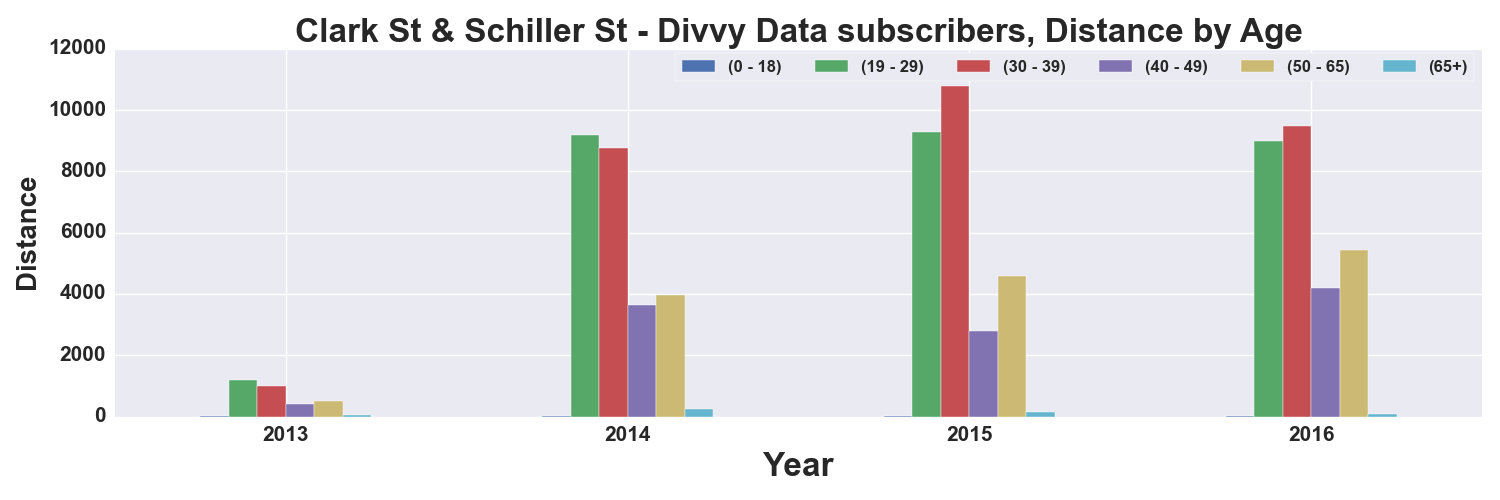 Clark St & Schiller St - Divvy Data subscribers, Distance by Age
12000
(0 - 18) (19 - 29) (30 - 39) (40 - 49) (50 - 65) (65+)
10000
8000
6000
4000
2000
0
Distance
2013 2014 2015 2016
Year